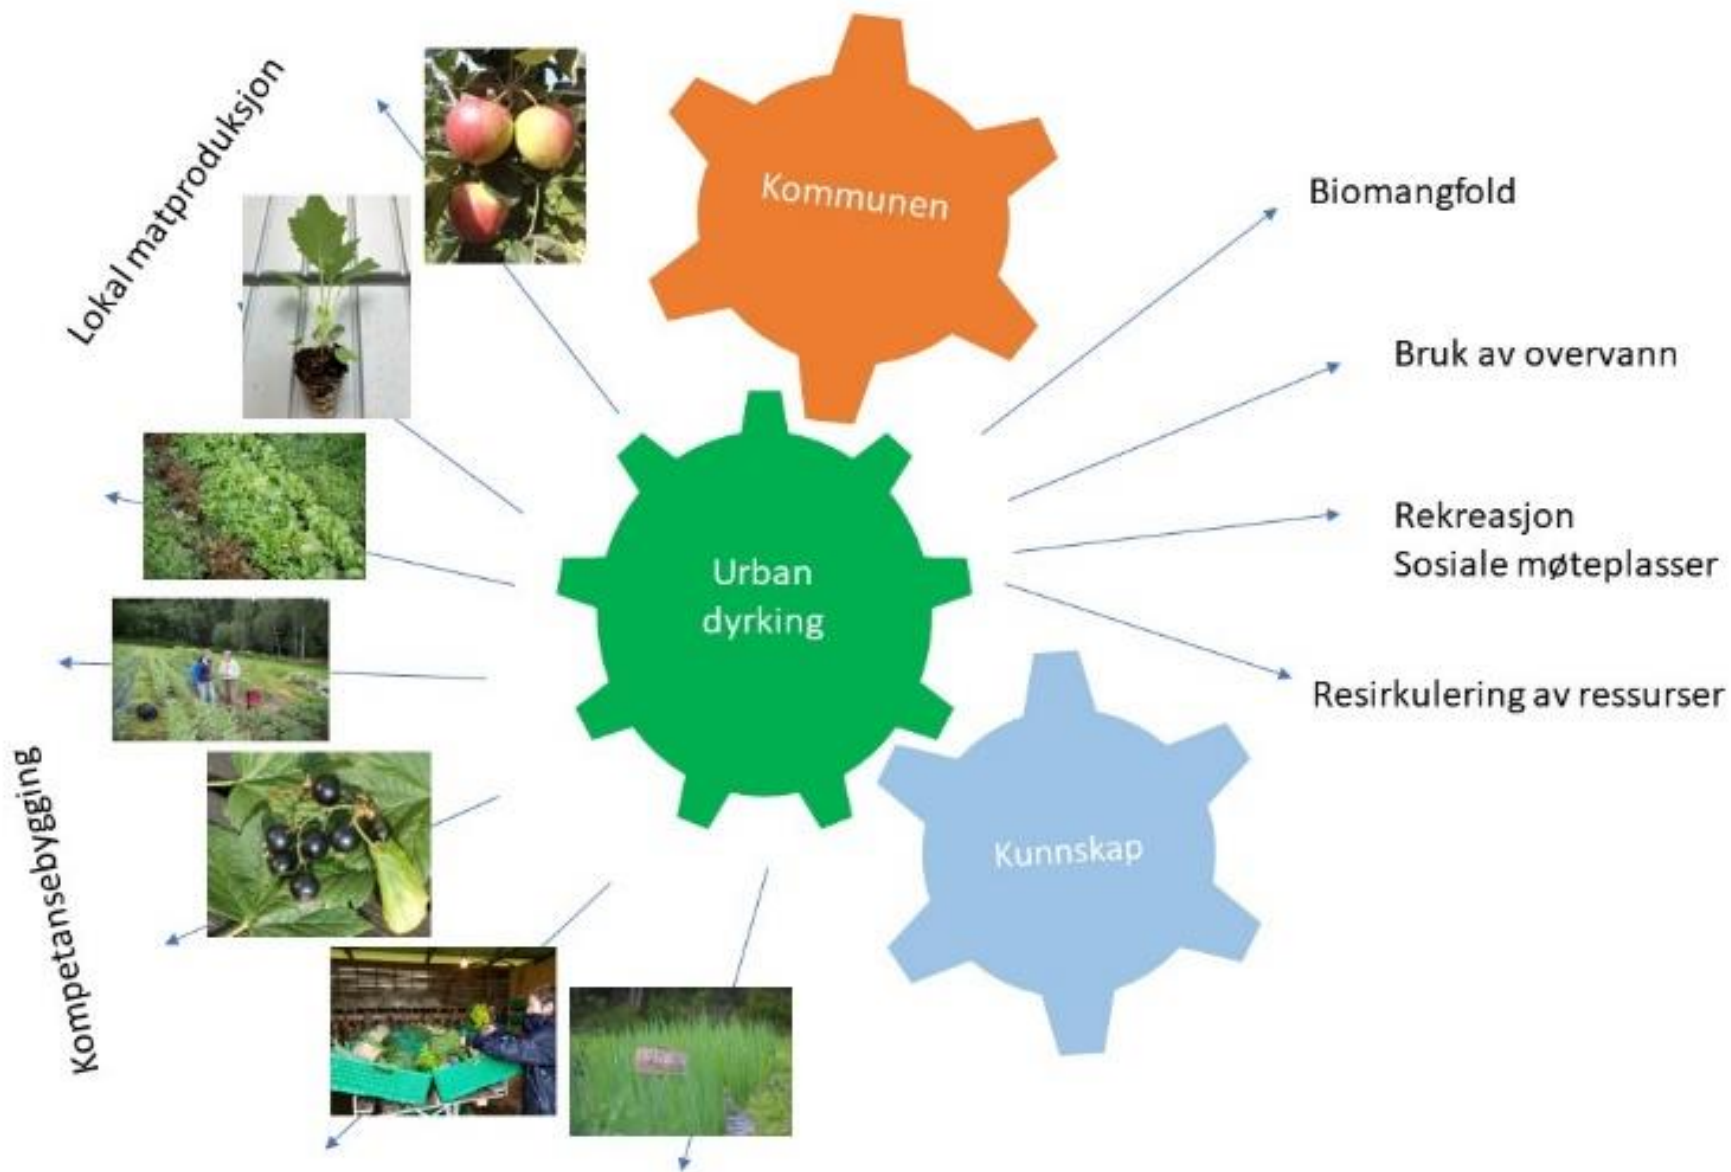 Lokal matproduksjon
Kommunen
Biomangfold
Bruk av overvann
Rekreasjon
Sosiale møteplasser
Urban
dyrking
Resirkulering av ressurser
Kunnskap
Kompetansebygging